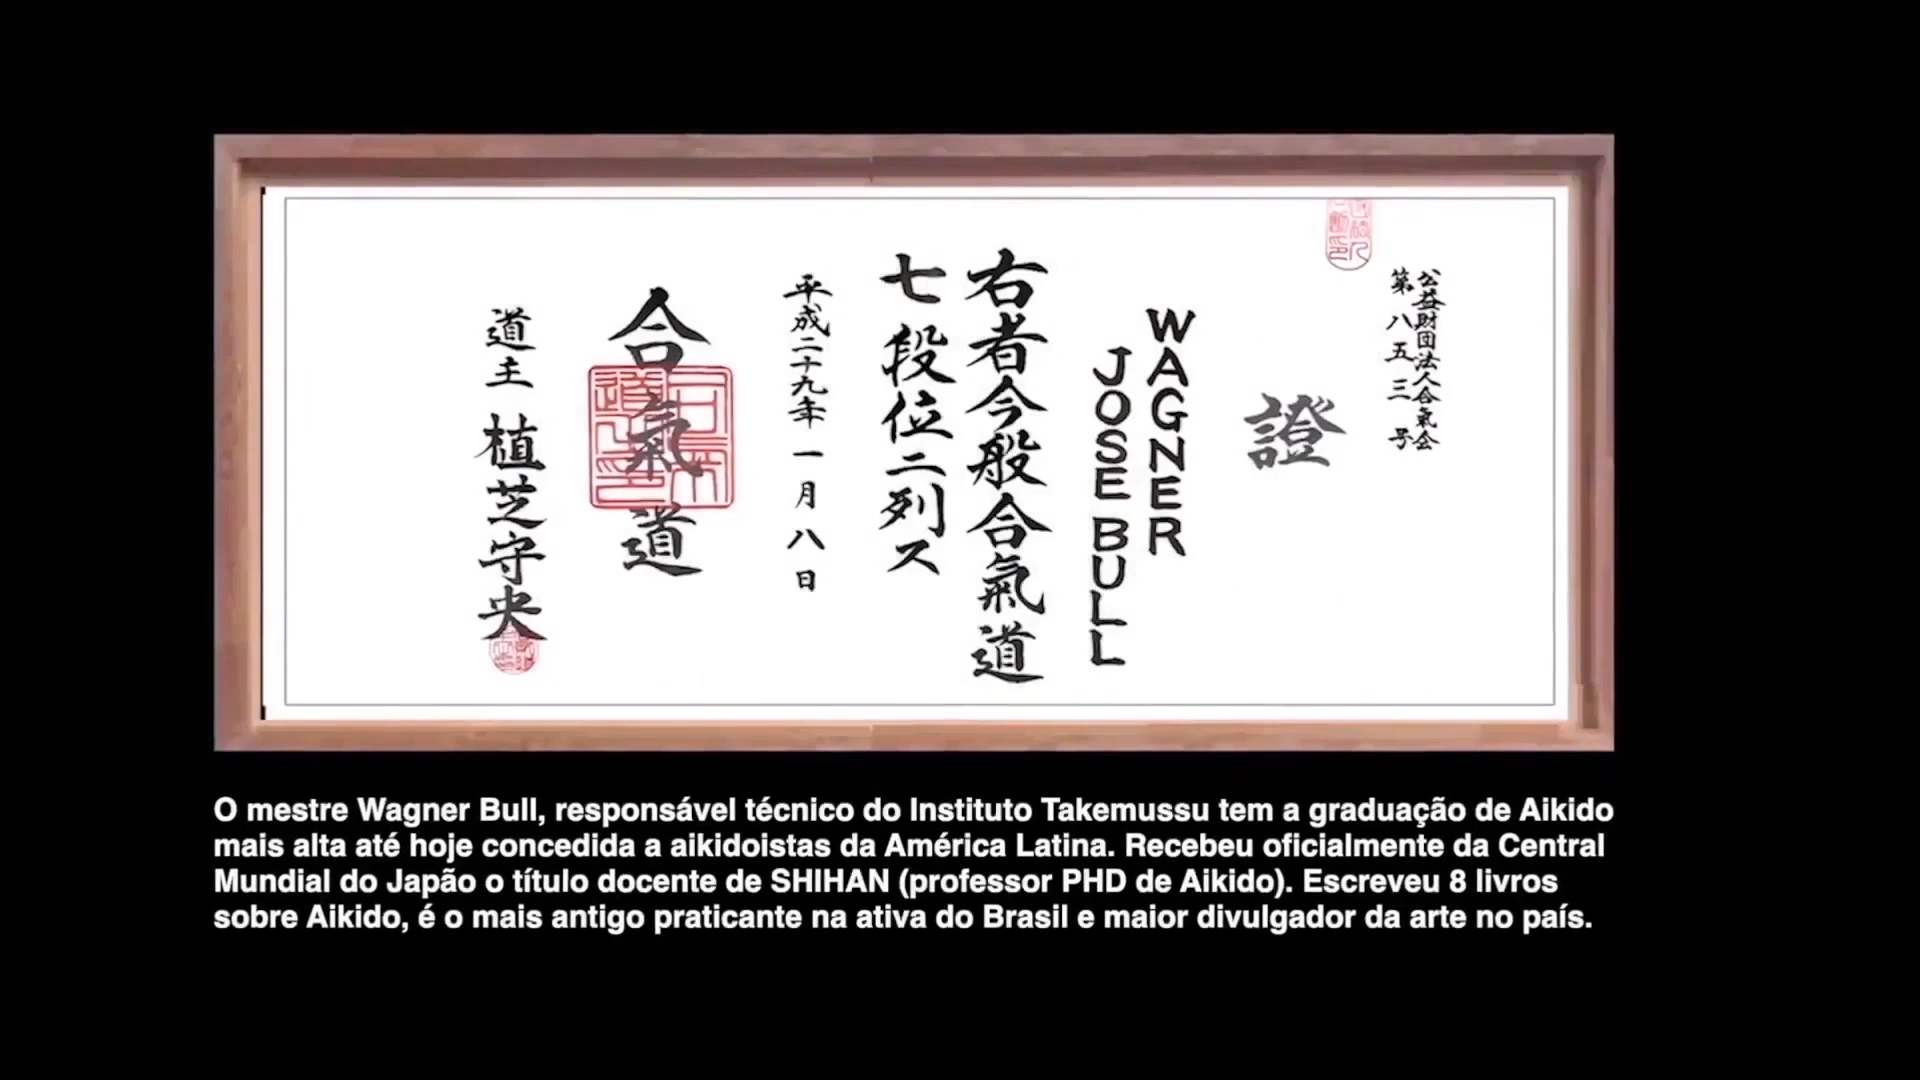 公益財団法人合氣会
第八五三号
證
WAGNER
JOSE BULL
右者今般合氣道
七段位ニ列ス
平成二十九年一月八日
合氣道
道主 植芝守央
O mestre Wagner Bull, responsável técnico do Instituto Takemussu tem a graduação de Aikido
mais alta até hoje concedida a aikidoistas da América Latina. Recebeu oficialmente da Central
Mundial do Japão o título docente de SHIHAN (professor PHD de Aikido). Escreveu 8 livros
sobre Aikido, é o mais antigo praticante na ativa do Brasil e maior divulgador da arte no país.